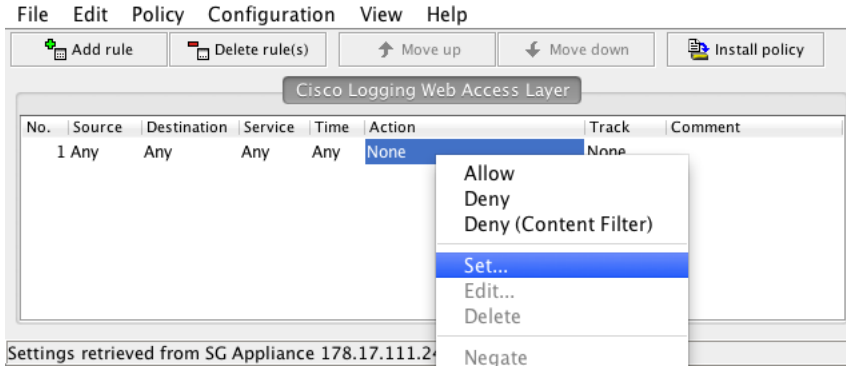 File Edit Policy Configuration View Help
Add rule Delete rule(s) Move up Move down Install policy
Cisco Logging Web Access Layer
No. Source Destination Service Time Action Track Comment
1 Any Any Any Any None None
Allow
Deny
Deny (Content Filter)
Set...
Edit...
Delete
Negate
Settings retrieved from SG Appliance 178.17.111.24